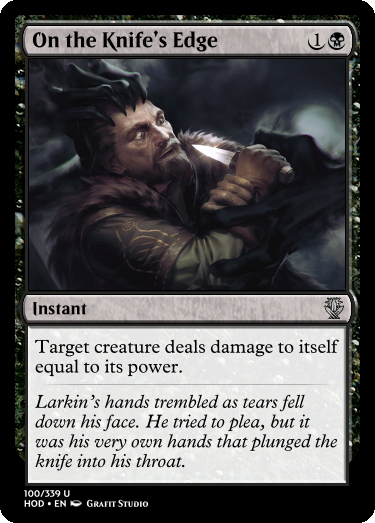 On the Knife's Edge 1
Instant
Target creature deals damage to itself
equal to its power.
Larkin's hands trembled as tears fell
down his face. He tried to plea, but it
was his very own hands that plunged the
knife into his throat.
100/339 U
HOD • EN Grafit Studio